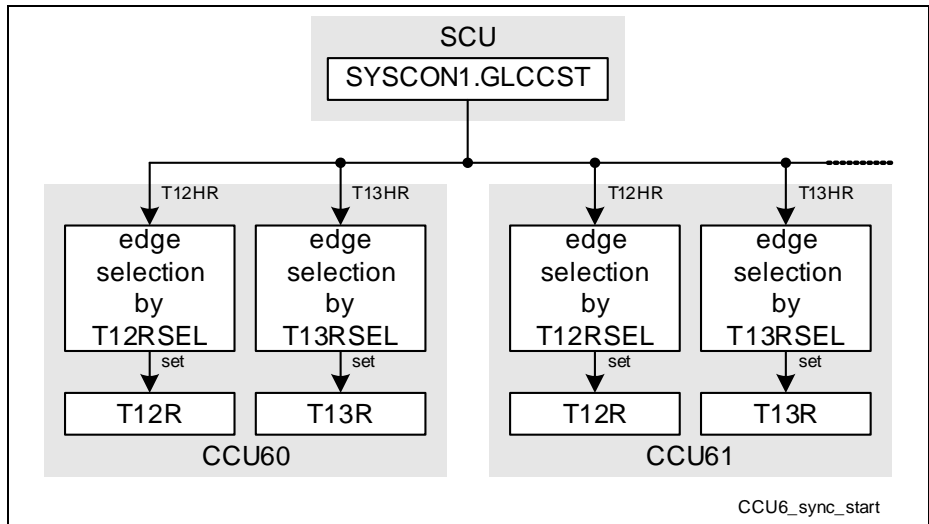 SCU
SYSCON1.GLCCST
T12HR
T13HR
T12HR
T13HR
edge
selection
by
T12RSEL
edge
selection
by
T13RSEL
edge
selection
by
T12RSEL
edge
selection
by
T13RSEL
set
set
set
set
T12R
T13R
T12R
T13R
CCU60
CCU61
CCU6_sync_start